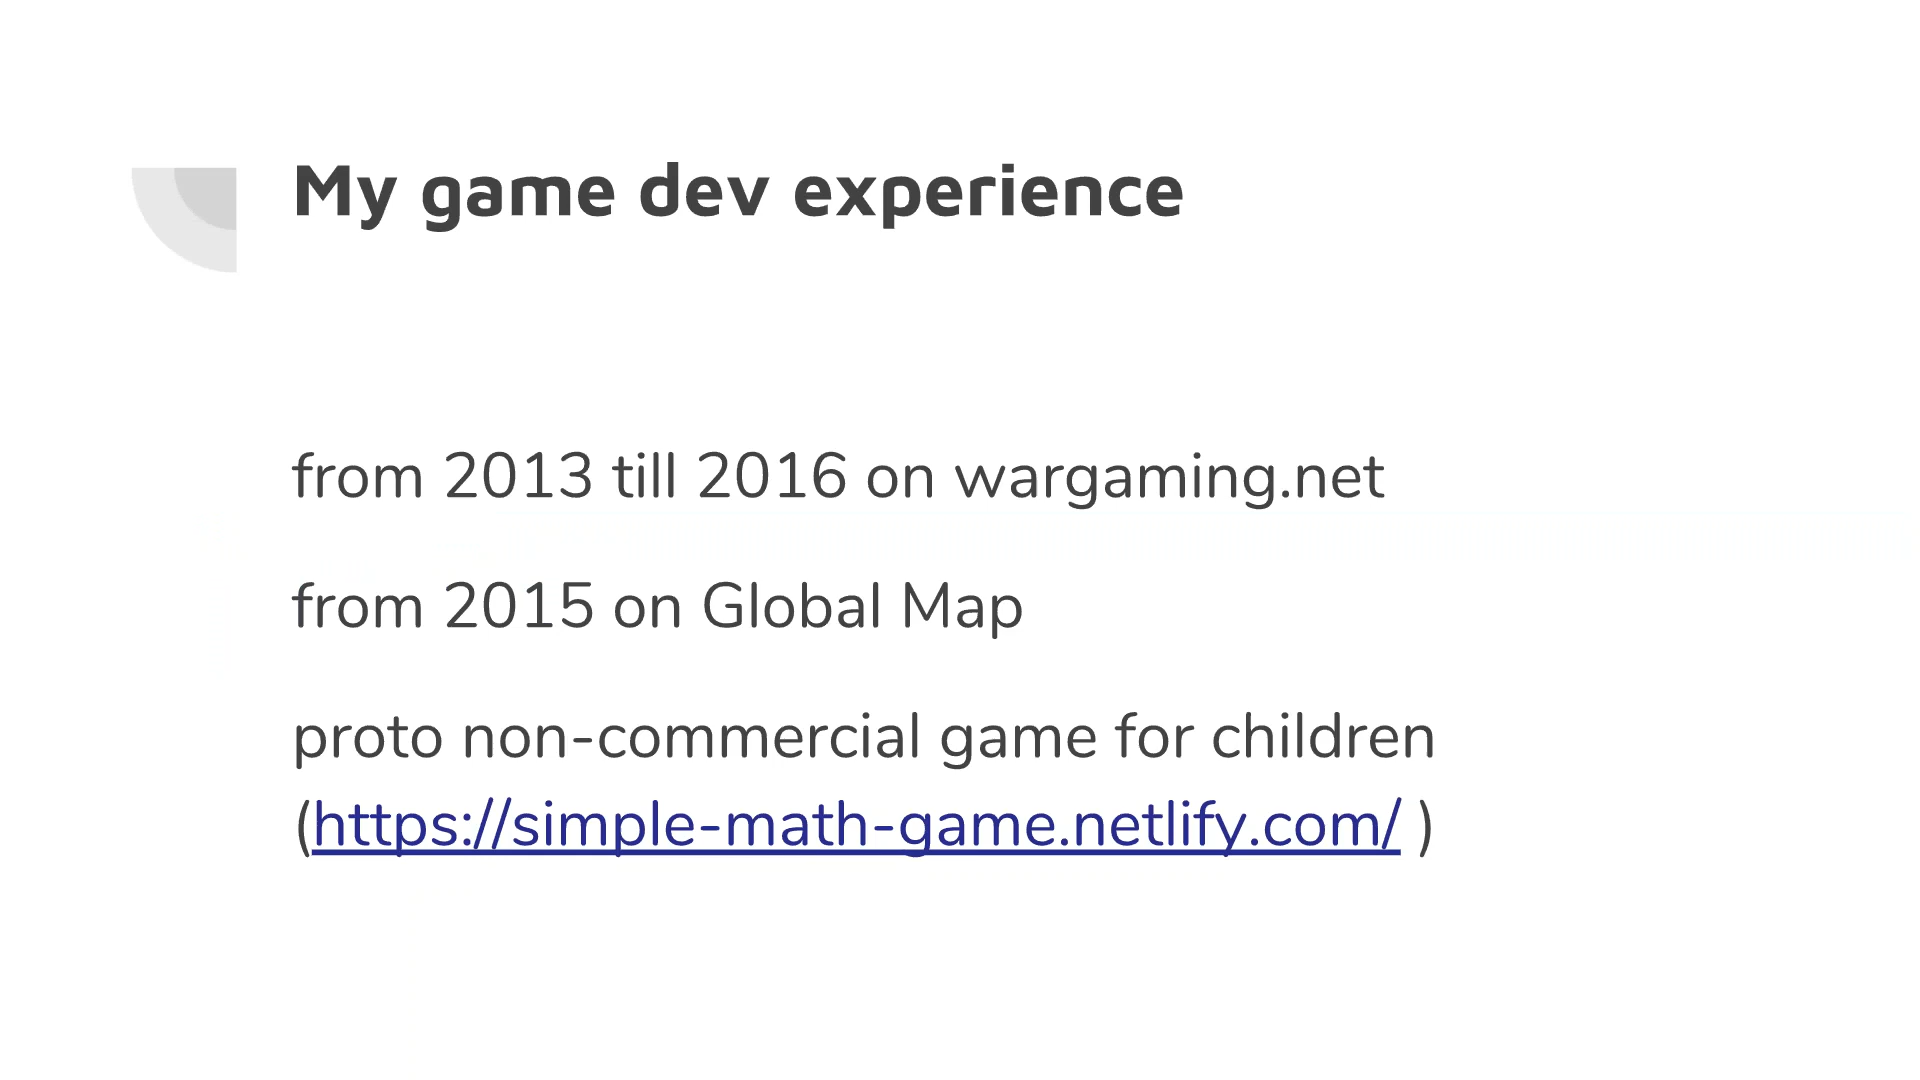 My game dev experience
from 2013 till 2016 on wargaming.net
from 2015 on Global Map
proto non-commercial game for children
(https://simple-math-game.netlify.com/ )